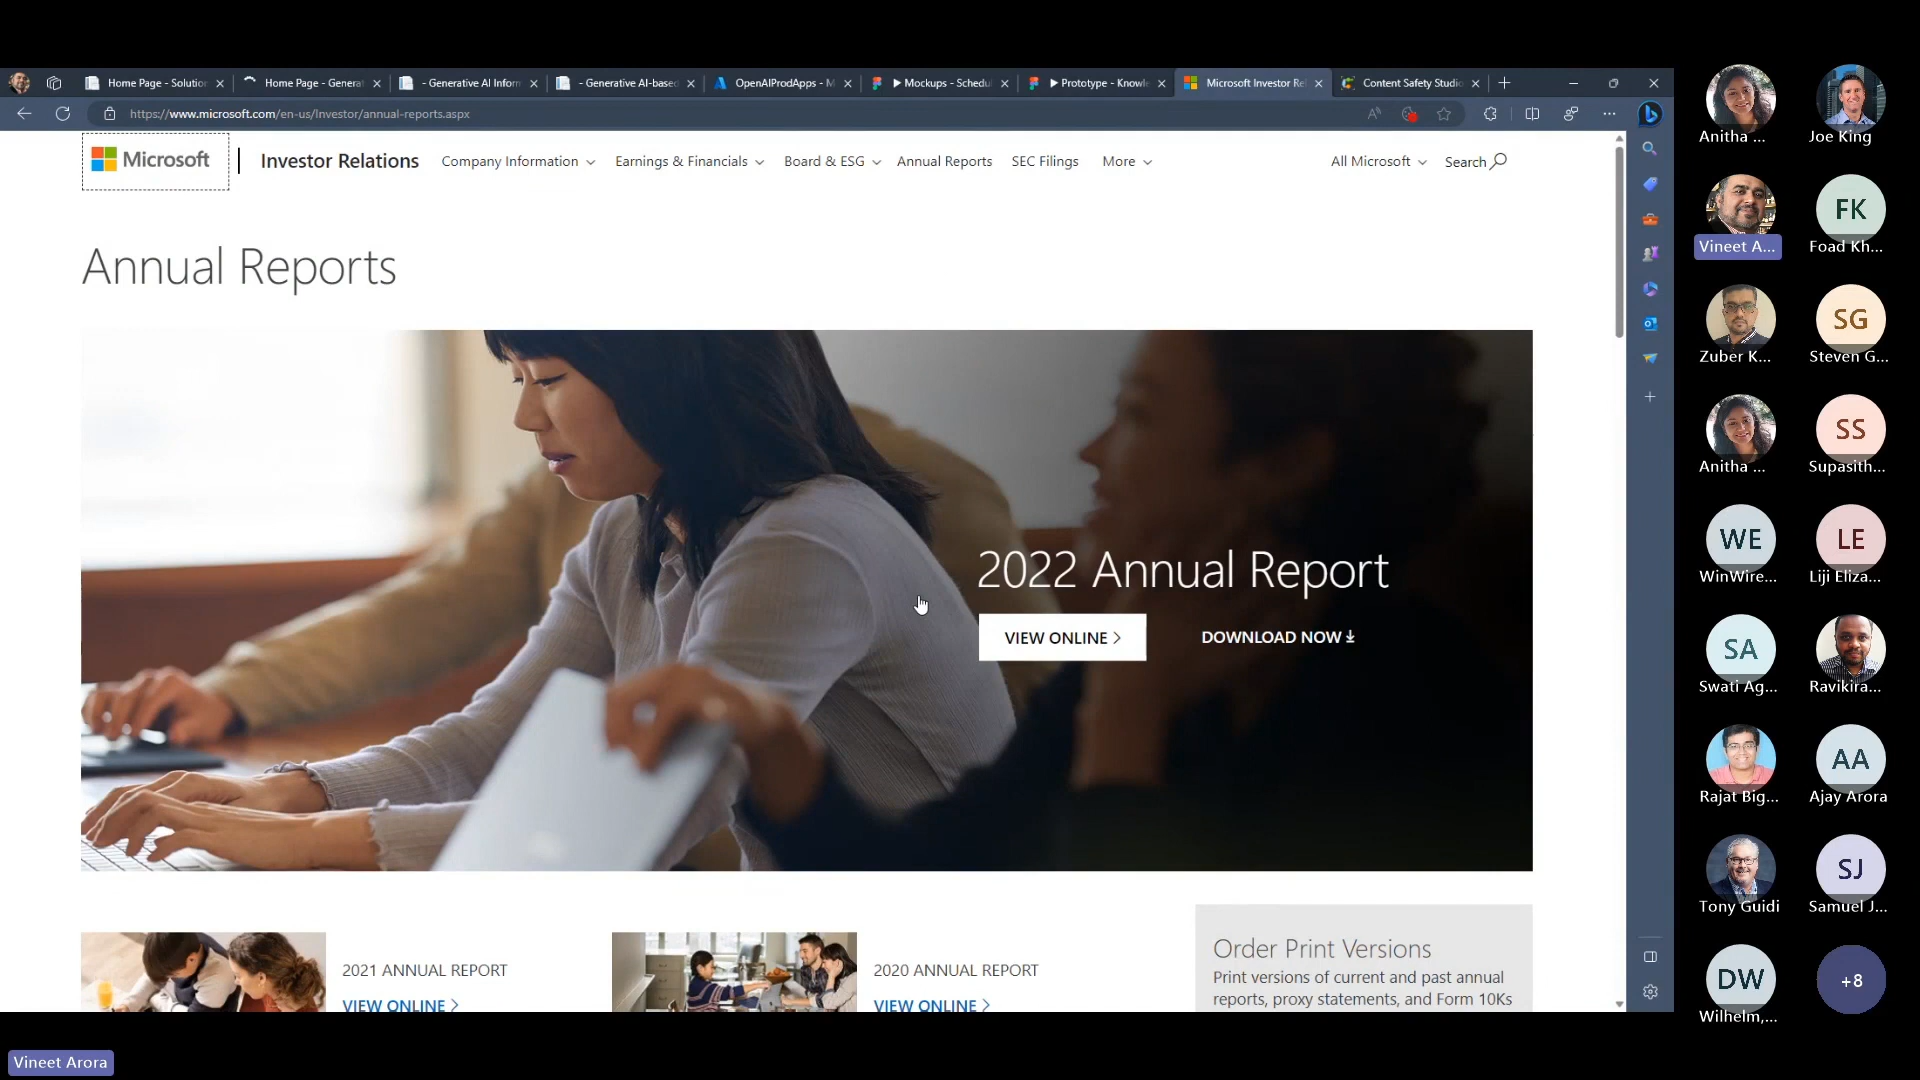 Home Page - Solution
Home Page - Generat
- Generative AI Inform
- Generative AI-based
OpenAIProdApps - M
Mockups - Schedu
Prototype - Knowle
Microsoft Investor Rel
Content Safety Studio
https://www.microsoft.com/en-us/Investor/annual-reports.aspx
Microsoft
Investor Relations
Company Information
Earnings & Financials
Board & ESG
Annual Reports
SEC Filings
More
All Microsoft
Search
Annual Reports
2022 Annual Report
VIEW ONLINE
DOWNLOAD NOW
2021 ANNUAL REPORT
VIEW ONLINE
2020 ANNUAL REPORT
VIEW ONLINE
Order Print Versions
Print versions of current and past annual
reports, proxy statements, and Form 10Ks
Anitha ...
Joe King
Vineet A...
FK
Foad Kh...
Zuber K...
SG
Steven G...
Anitha ...
SS
Supasith...
WE
WinWire...
LE
Liji Eliza...
SA
Swati Ag...
Ravikira...
Rajat Big...
AA
Ajay Arora
Tony Guidi
SJ
Samuel J...
DW
Wilhelm,...
+8
Vineet Arora